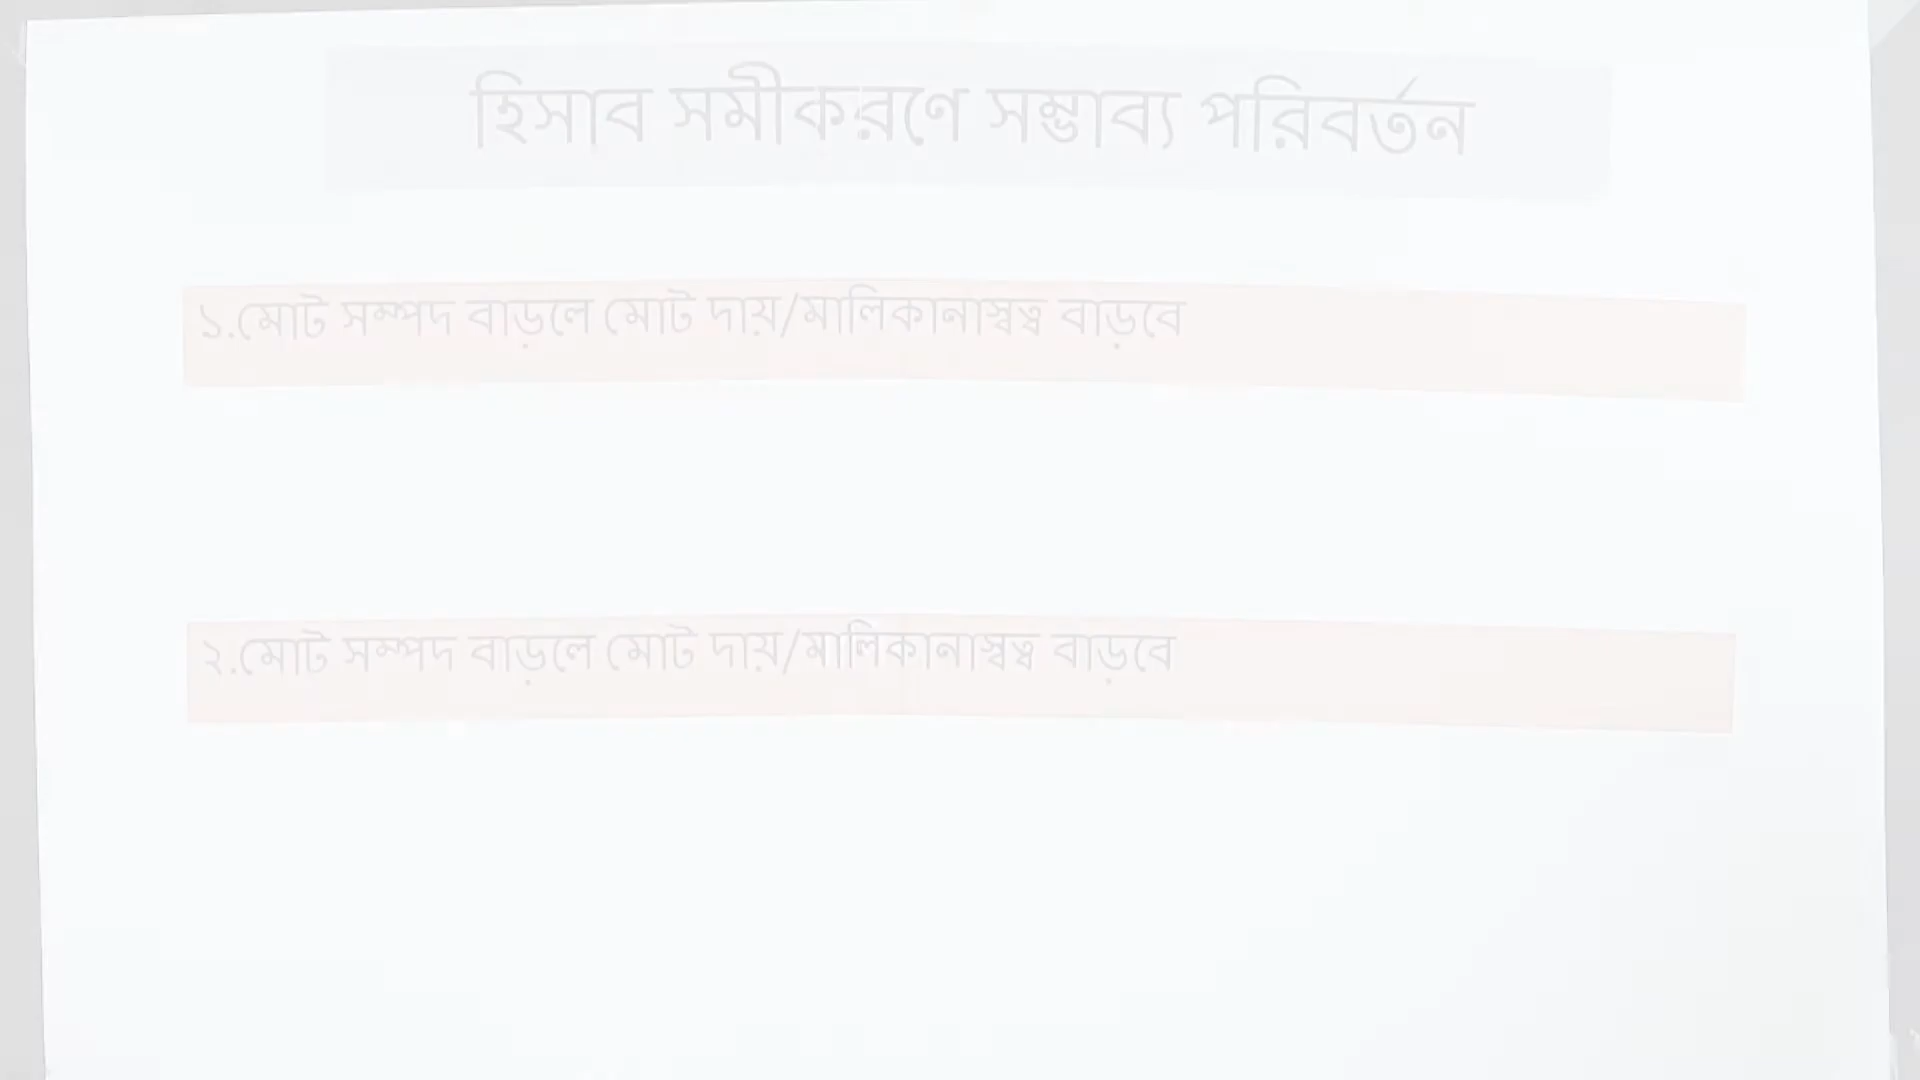 হিসাব সমীকরণে সম্ভাব্য পরিবর্তন
১.মোট সম্পদ বাড়লে মোট দায়/মালিকানাস্বত্ব বাড়বে
২.মোট সম্পদ বাড়লে মোট দায়/মালিকানাস্বত্ব বাড়বে